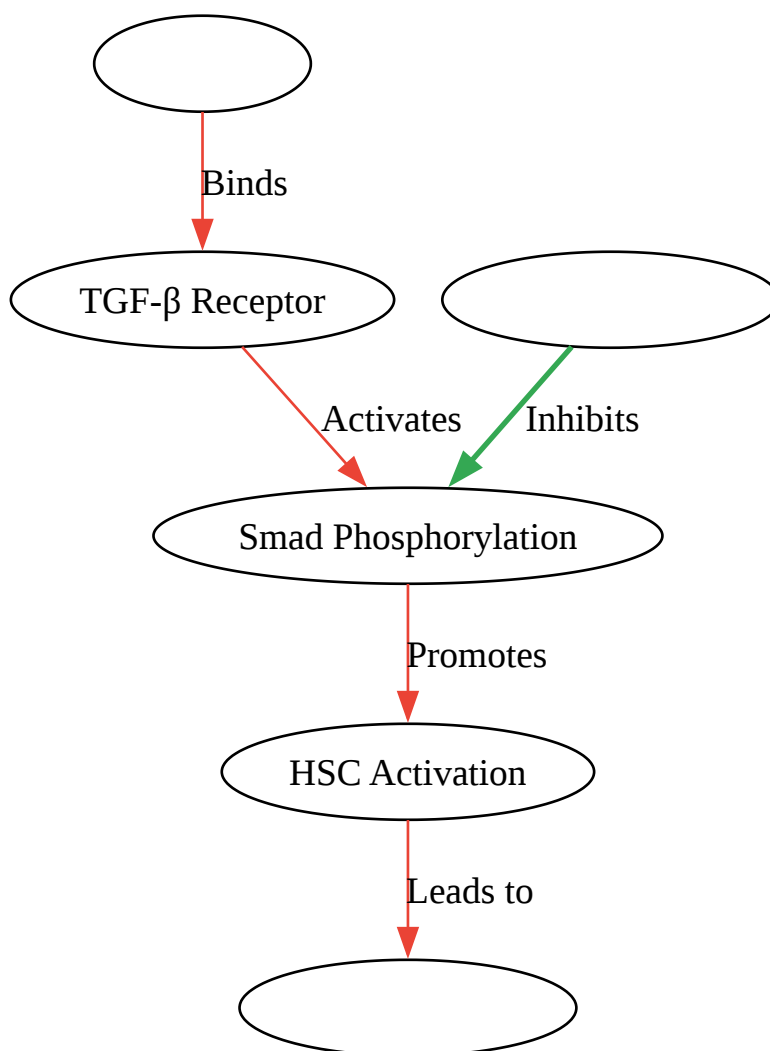 Binds
TGF-β Receptor
Activates
Inhibits
Smad Phosphorylation
Promotes
HSC Activation
Leads to